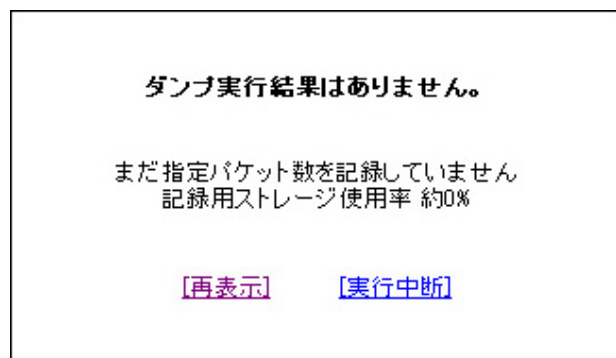 ダンプ実行結果はありません。
まだ指定パケット数を記録していません
記録用ストレージ使用率 約0%
[再表示] [実行中断]